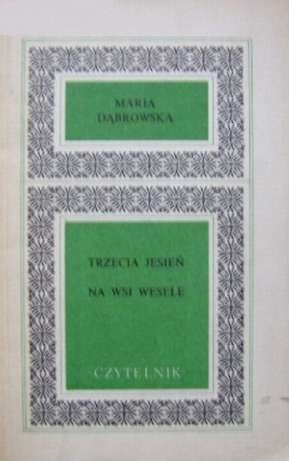 MARIA
DĄBROWSKA
TRZECIA JESIEŃ
NA WSI WESELE
CZYTELNIK